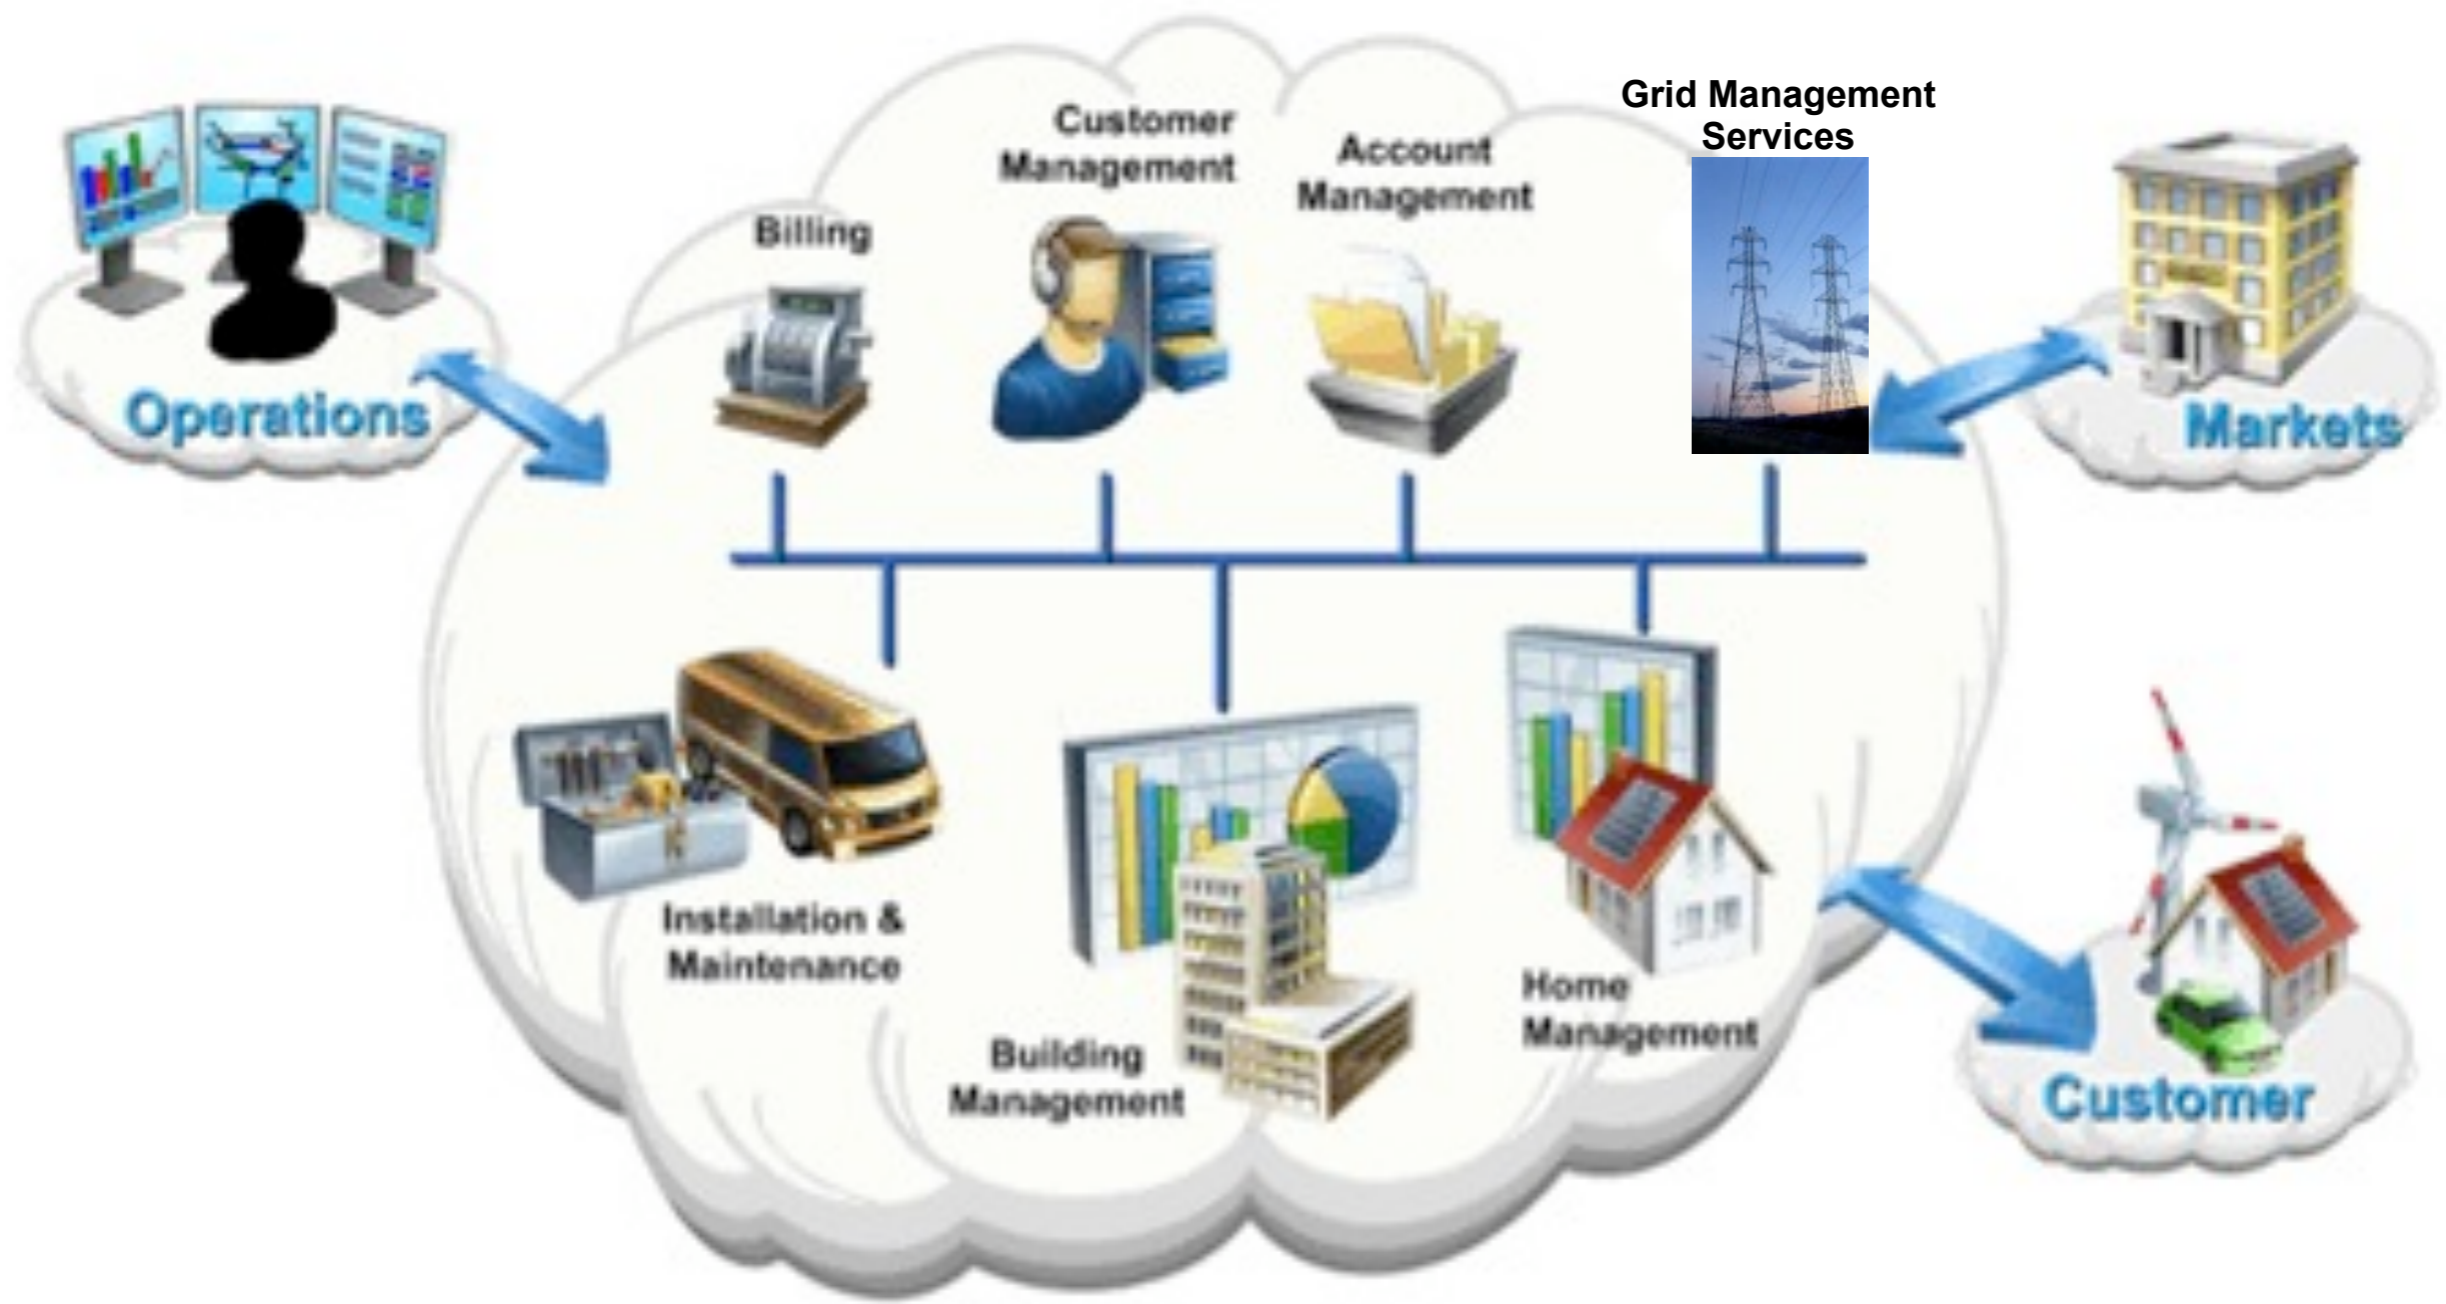 Grid Management
Services
Customer
Management
Account
Management
Billing
Operations
Markets
Installation &
Maintenance
Building
Management
Home
Management
Customer